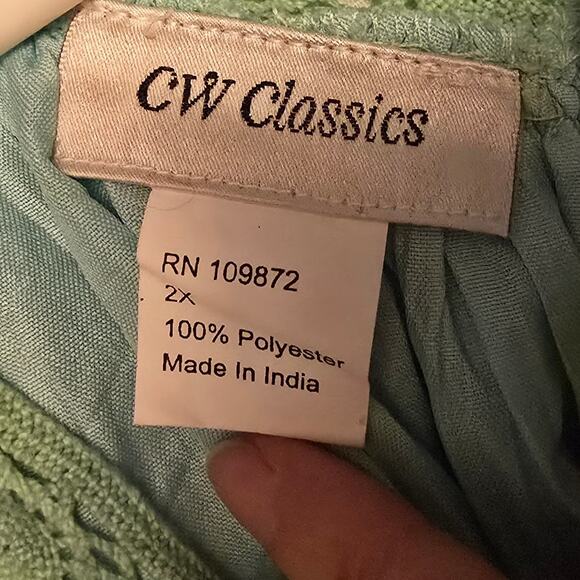 CW Classics
RN 109872
2X
100% Polyester
Made In India